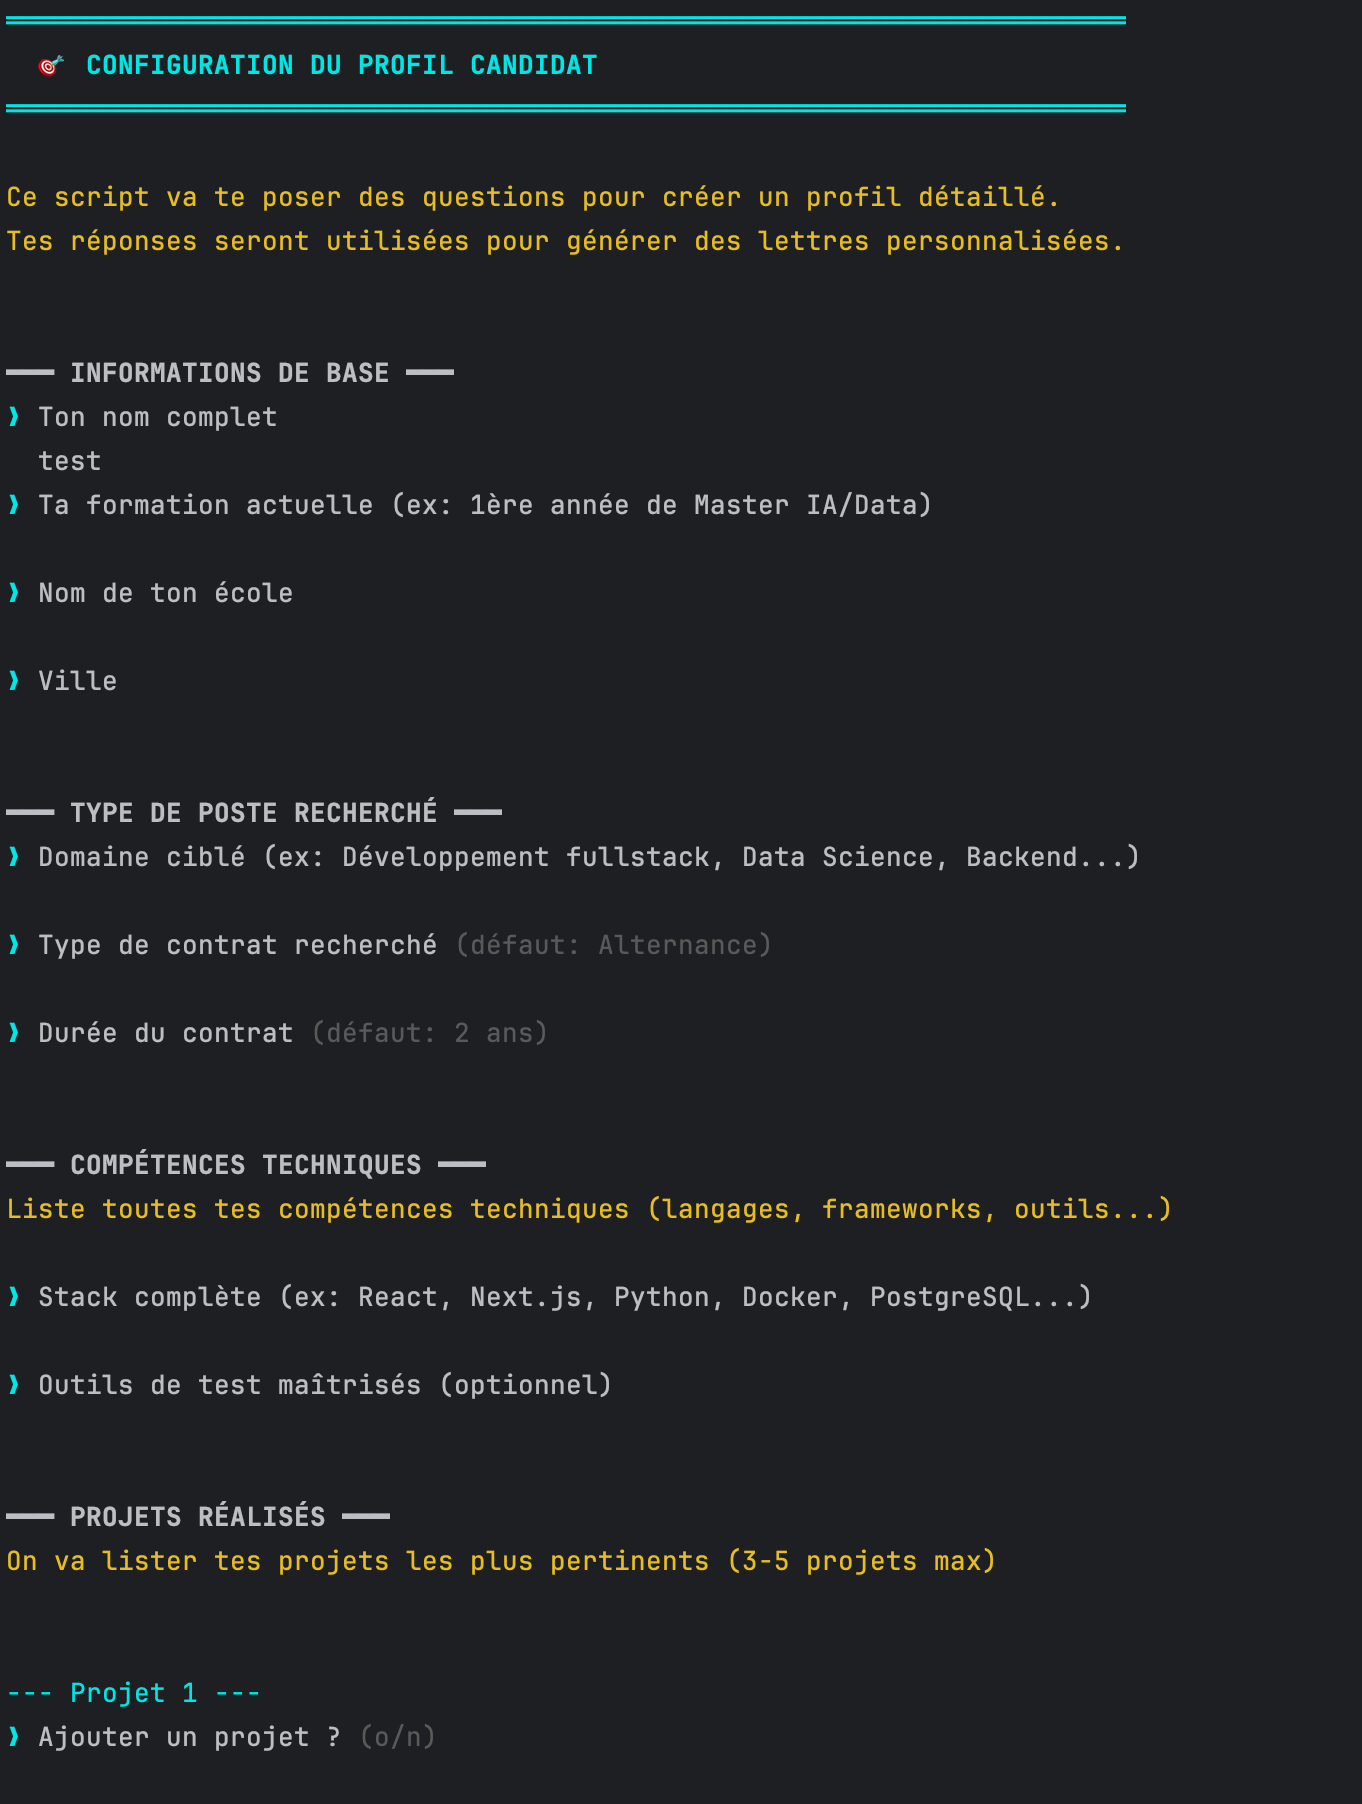 🎯 CONFIGURATION DU PROFIL CANDIDAT
Ce script va te poser des questions pour créer un profil détaillé.
Tes réponses seront utilisées pour générer des lettres personnalisées.
━━━ INFORMATIONS DE BASE ━━━
❯ Ton nom complet
test
❯ Ta formation actuelle (ex: 1ère année de Master IA/Data)
❯ Nom de ton école
❯ Ville
━━━ TYPE DE POSTE RECHERCHÉ ━━━
❯ Domaine ciblé (ex: Développement fullstack, Data Science, Backend...)
❯ Type de contrat recherché (défaut: Alternance)
❯ Durée du contrat (défaut: 2 ans)
━━━ COMPÉTENCES TECHNIQUES ━━━
Liste toutes tes compétences techniques (langages, frameworks, outils...)
❯ Stack complète (ex: React, Next.js, Python, Docker, PostgreSQL...)
❯ Outils de test maîtrisés (optionnel)
━━━ PROJETS RÉALISÉS ━━━
On va lister tes projets les plus pertinents (3-5 projets max)
--- Projet 1 ---
❯ Ajouter un projet ? (o/n)